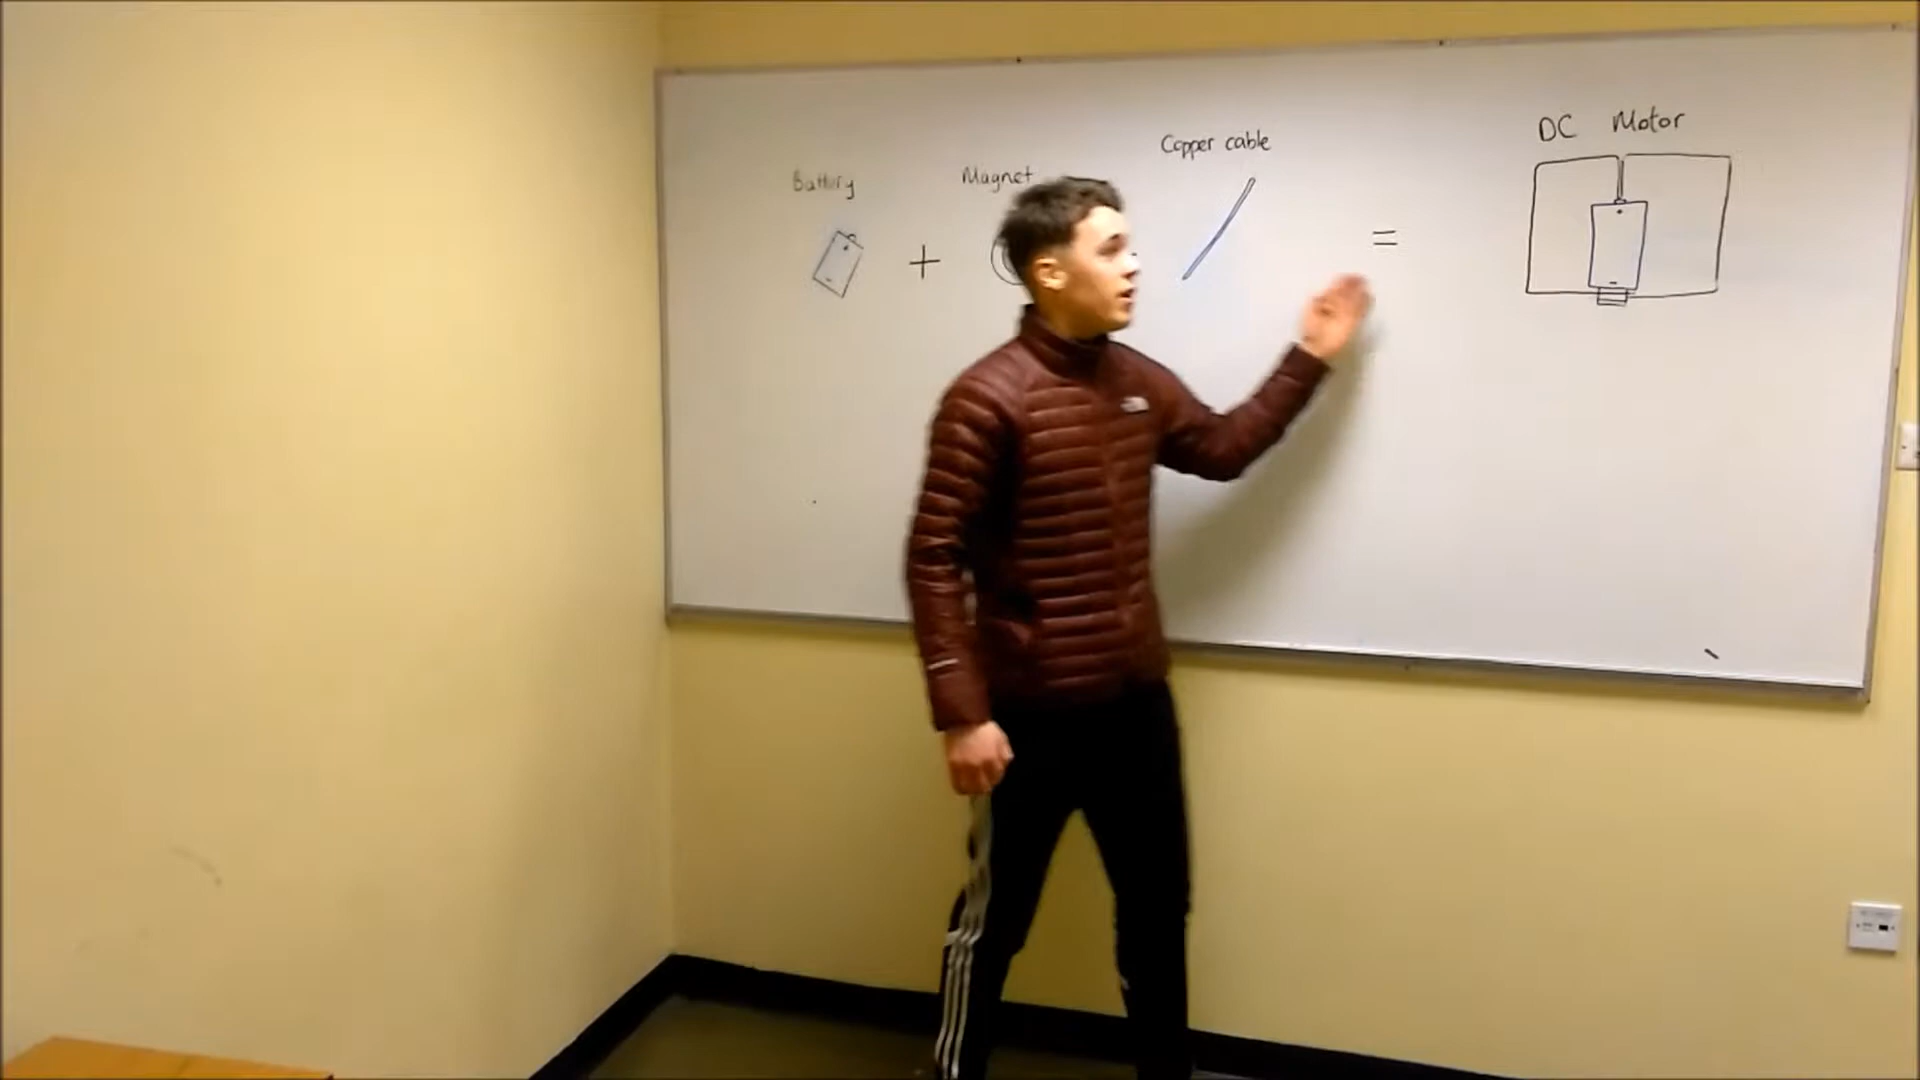 Battery
Magnet
Copper cable
DC Motor
+
=